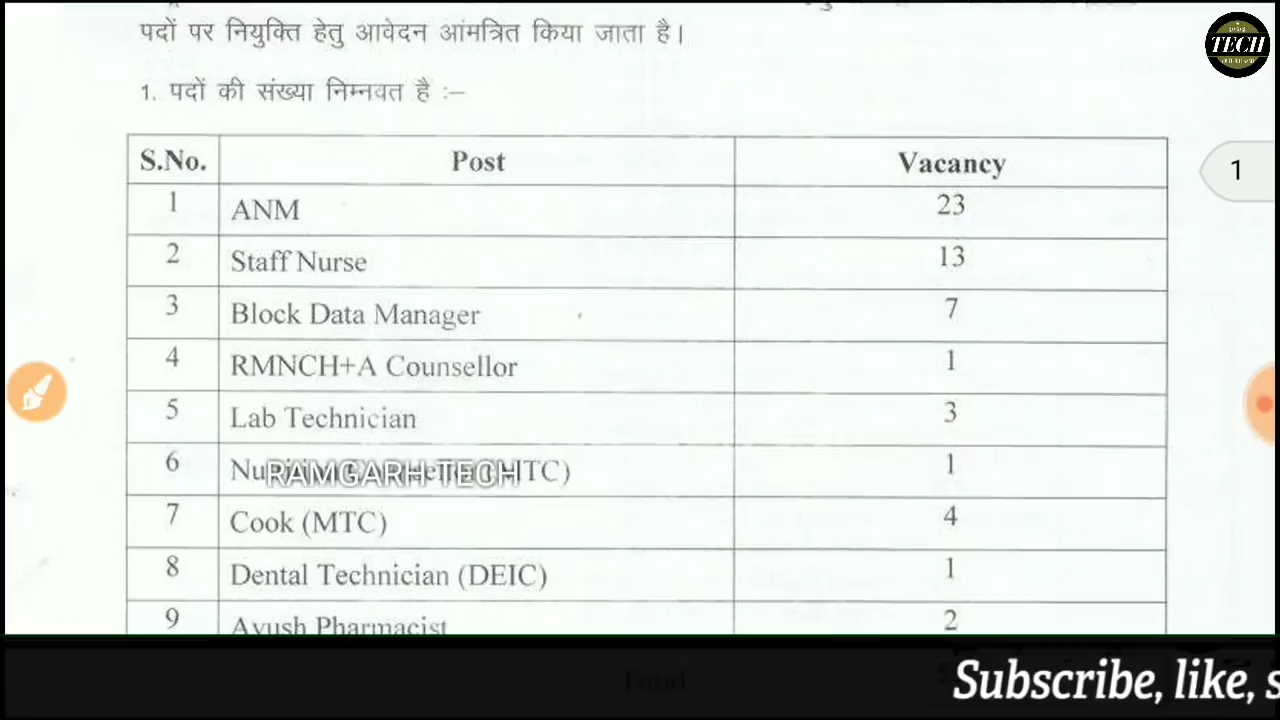 पदों पर नियुक्ति हेतु आवेदन आंमत्रित किया जाता है।
TECH
1. पदों की संख्या निम्नवत है :–
S.No. Post Vacancy
1
1 ANM 23
2 Staff Nurse 13
3 Block Data Manager 7
4 RMNCH+A Counsellor 1
5 Lab Technician 3
6 1
RAMGARH TECH
7 Cook (MTC) 4
8 Dental Technician (DEIC) 1
9 Ayush Pharmacist 2
Total
Subscribe, like, s